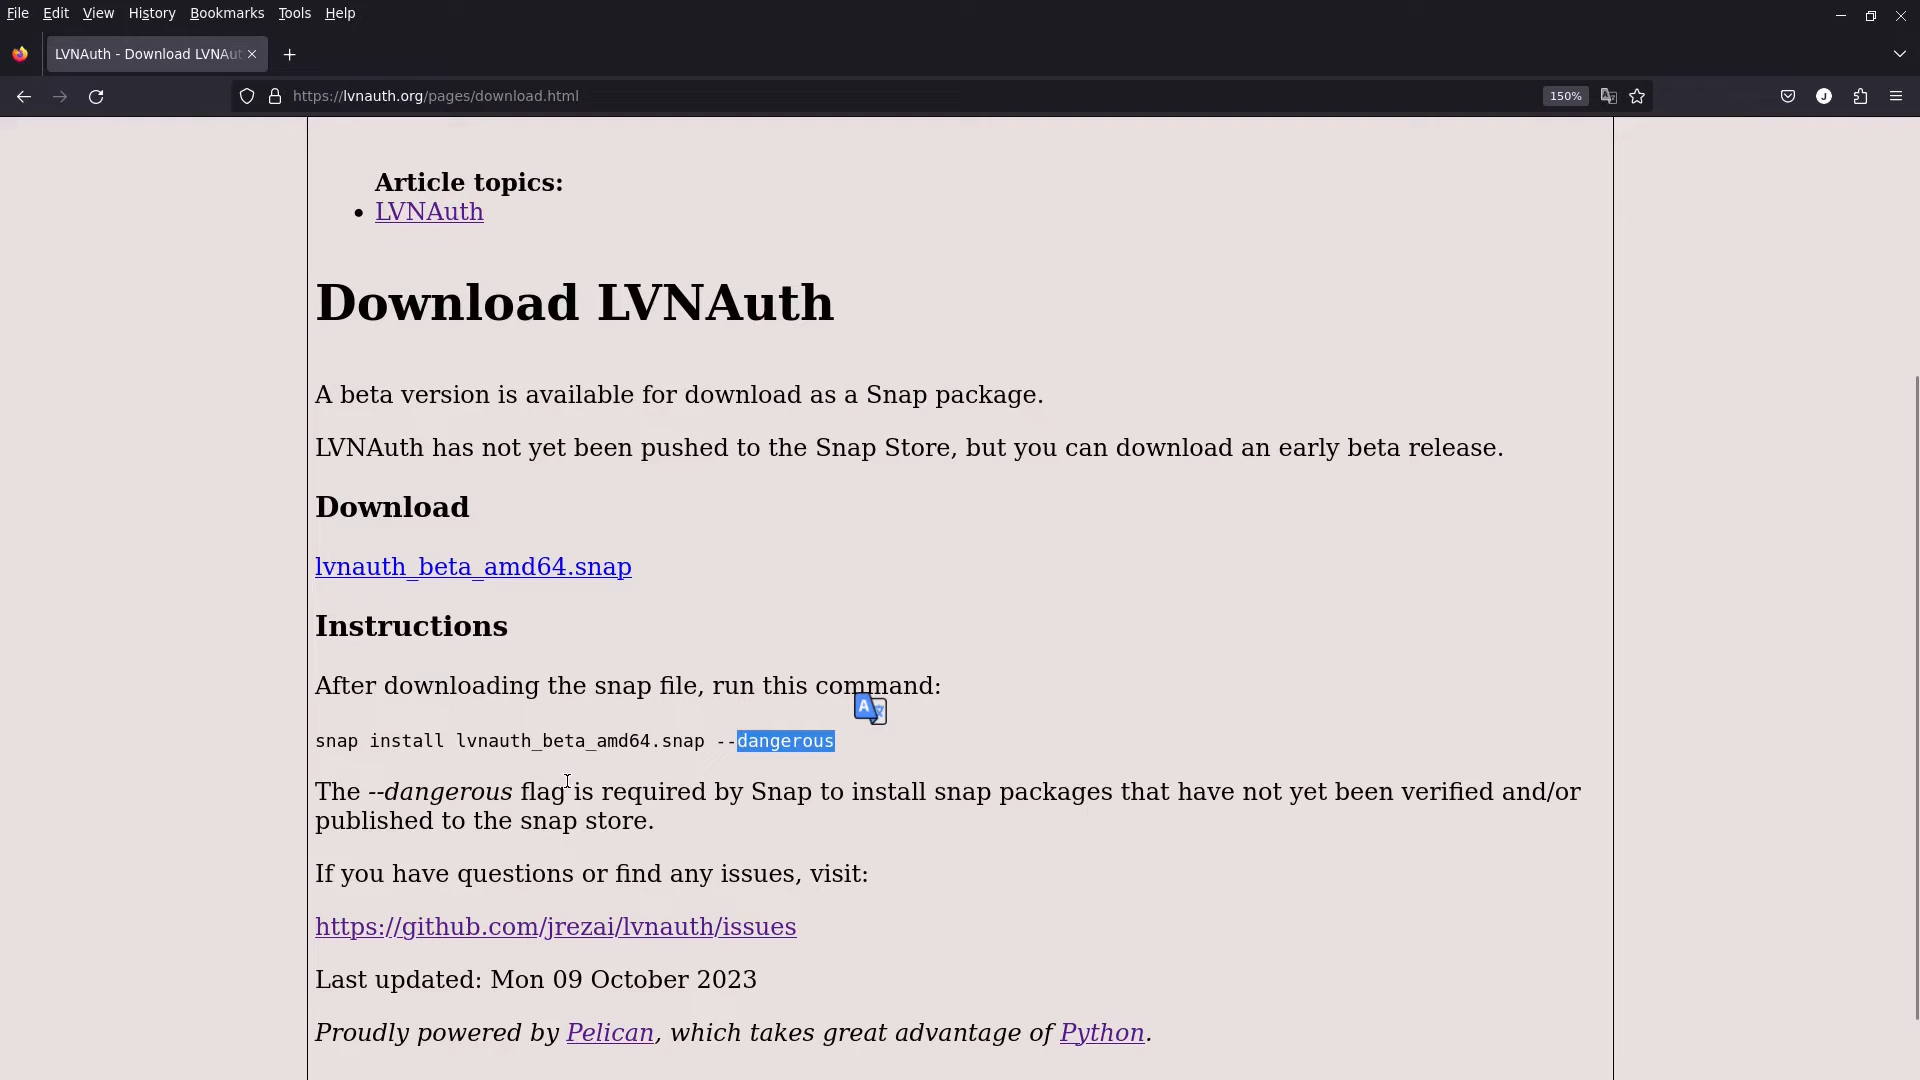 File Edit View History Bookmarks Tools Help
LVNAuth - Download LVNAut
https://lvnauth.org/pages/download.html
150%
J
Article topics:
• LVNAuth
Download LVNAuth
A beta version is available for download as a Snap package.
LVNAuth has not yet been pushed to the Snap Store, but you can download an early beta release.
Download
lvnauth_beta_amd64.snap
Instructions
After downloading the snap file, run this command:
snap install lvnauth_beta_amd64.snap --dangerous
The --dangerous flag is required by Snap to install snap packages that have not yet been verified and/or
published to the snap store.
If you have questions or find any issues, visit:
https://github.com/jrezai/lvnauth/issues
Last updated: Mon 09 October 2023
Proudly powered by Pelican, which takes great advantage of Python.